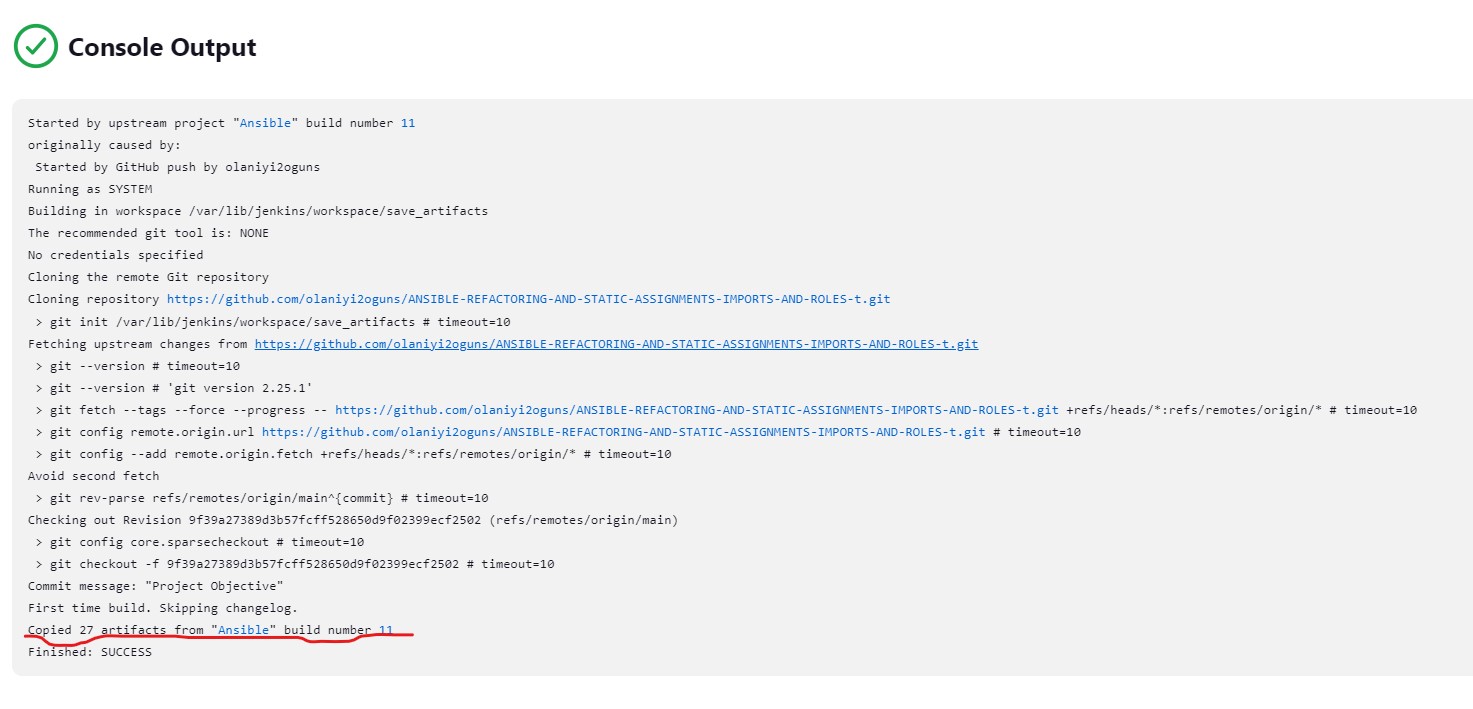 Console Output
Started by upstream project "Ansible" build number 11
originally caused by:
 Started by GitHub push by olaniyi2oguns
Running as SYSTEM
Building in workspace /var/lib/jenkins/workspace/save_artifacts
The recommended git tool is: NONE
No credentials specified
Cloning the remote Git repository
Cloning repository https://github.com/olaniyi2oguns/ANSIBLE-REFACTORING-AND-STATIC-ASSIGNMENTS-IMPORTS-AND-ROLES-t.git
 > git init /var/lib/jenkins/workspace/save_artifacts # timeout=10
Fetching upstream changes from https://github.com/olaniyi2oguns/ANSIBLE-REFACTORING-AND-STATIC-ASSIGNMENTS-IMPORTS-AND-ROLES-t.git
 > git --version # timeout=10
 > git --version # 'git version 2.25.1'
 > git fetch --tags --force --progress -- https://github.com/olaniyi2oguns/ANSIBLE-REFACTORING-AND-STATIC-ASSIGNMENTS-IMPORTS-AND-ROLES-t.git +refs/heads/*:refs/remotes/origin/* # timeout=10
 > git config remote.origin.url https://github.com/olaniyi2oguns/ANSIBLE-REFACTORING-AND-STATIC-ASSIGNMENTS-IMPORTS-AND-ROLES-t.git # timeout=10
 > git config --add remote.origin.fetch +refs/heads/*:refs/remotes/origin/* # timeout=10
Avoid second fetch
 > git rev-parse refs/remotes/origin/main^{commit} # timeout=10
Checking out Revision 9f39a27389d3b57fcff528650d9f02399ecf2502 (refs/remotes/origin/main)
 > git config core.sparsecheckout # timeout=10
 > git checkout -f 9f39a27389d3b57fcff528650d9f02399ecf2502 # timeout=10
Commit message: "Project Objective"
First time build. Skipping changelog.
Copied 27 artifacts from "Ansible" build number 11
Finished: SUCCESS